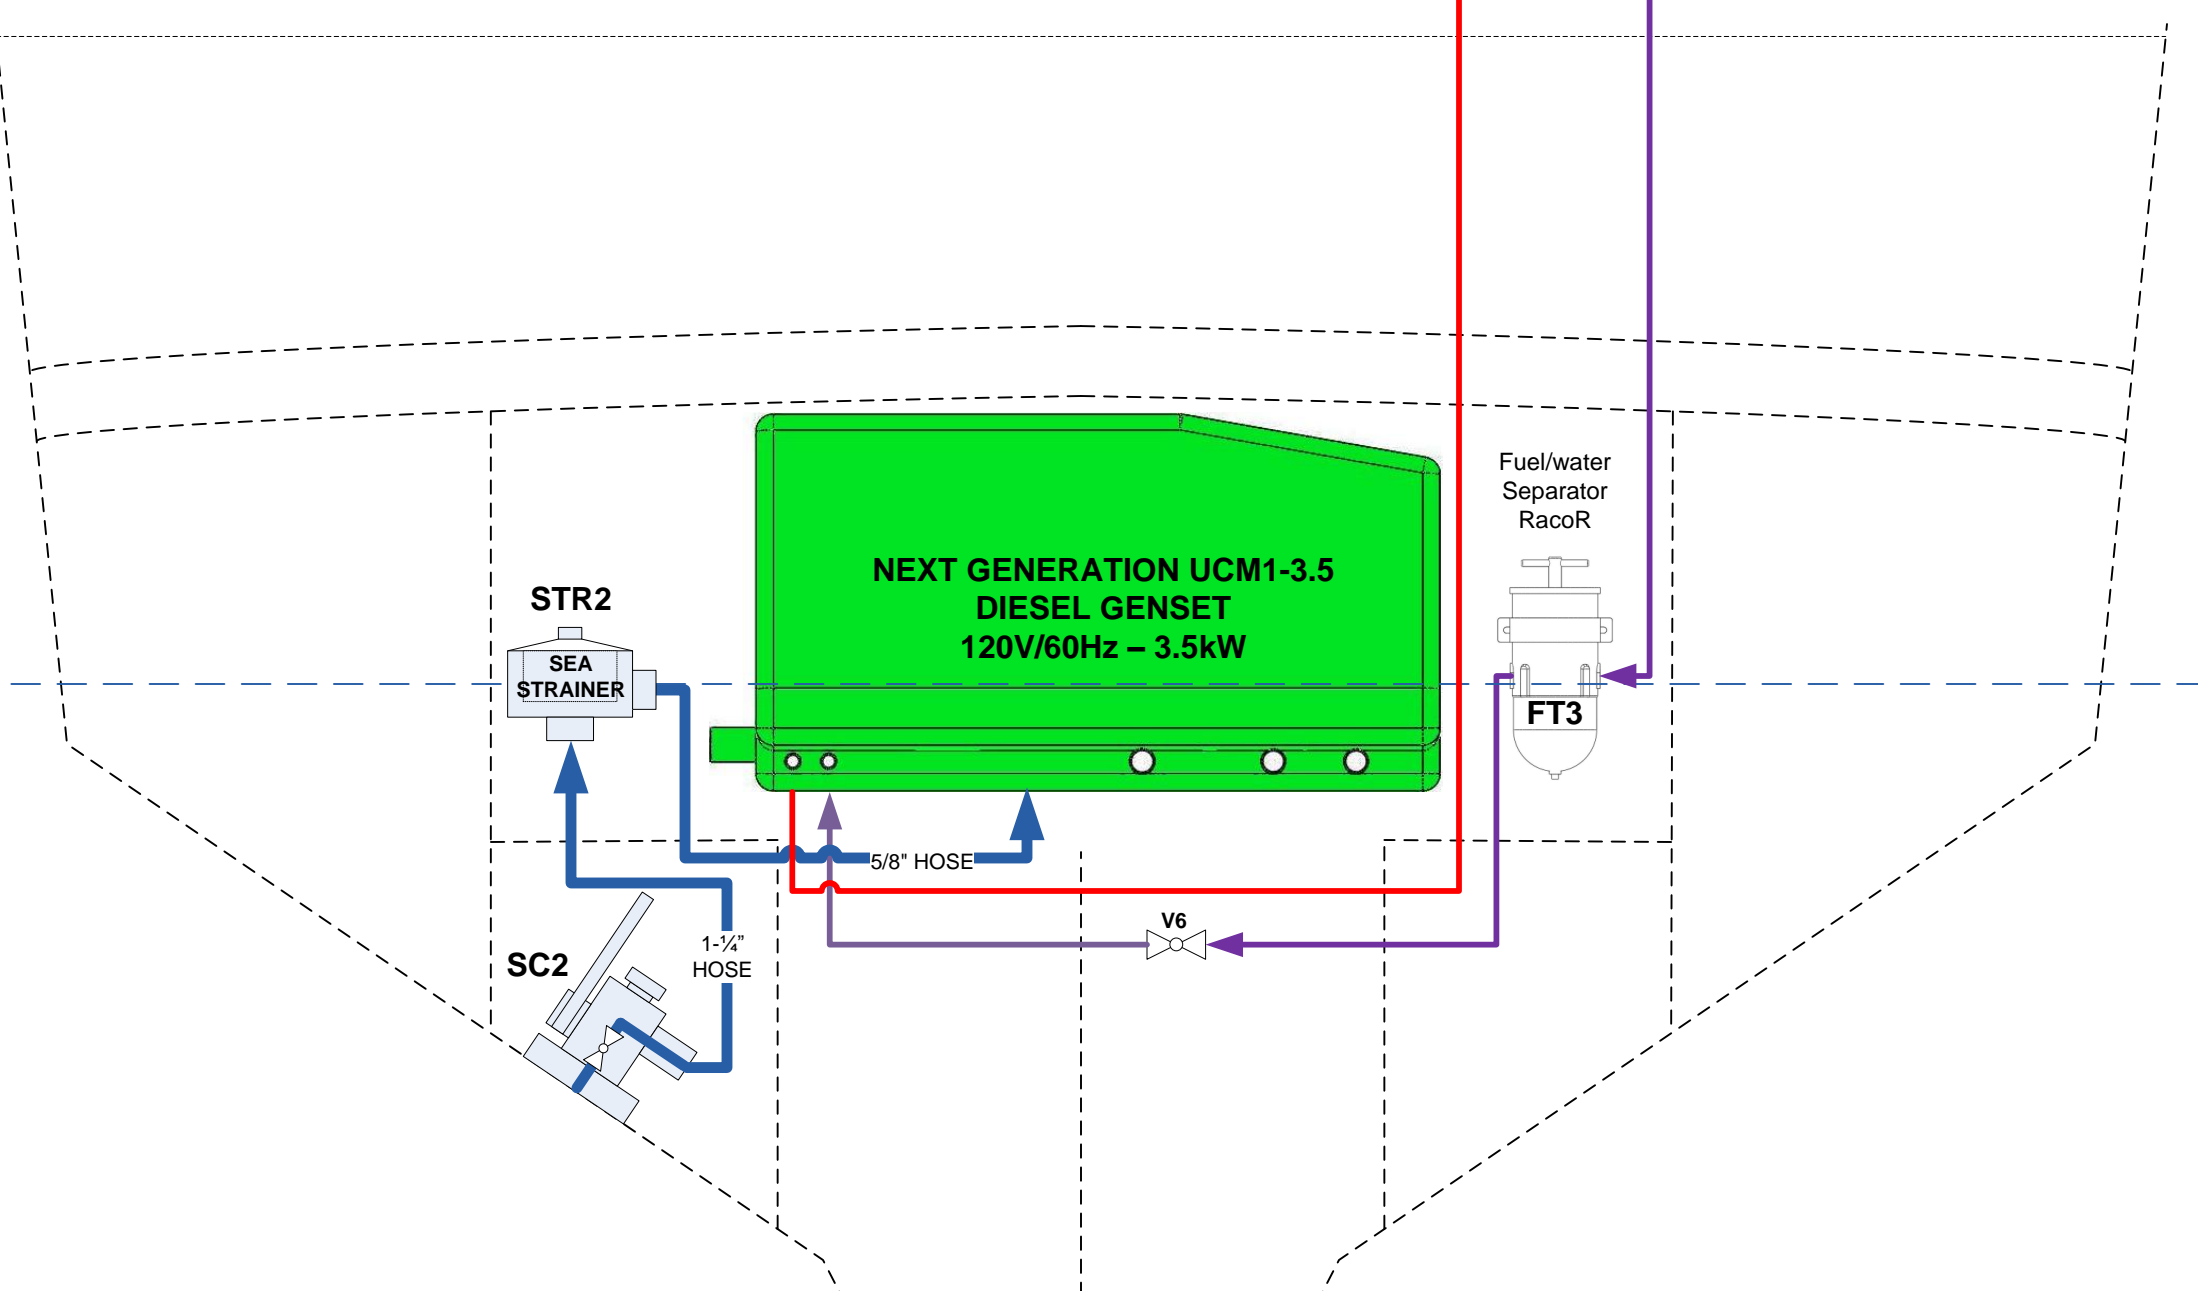 Fuel/water
Separator
RacoR
NEXT GENERATION UCM1-3.5
DIESEL GENSET
120V/60Hz – 3.5kW
STR2
SEA
STRAINER
FT3
5/8" HOSE
V6
1-¼”
HOSE
SC2